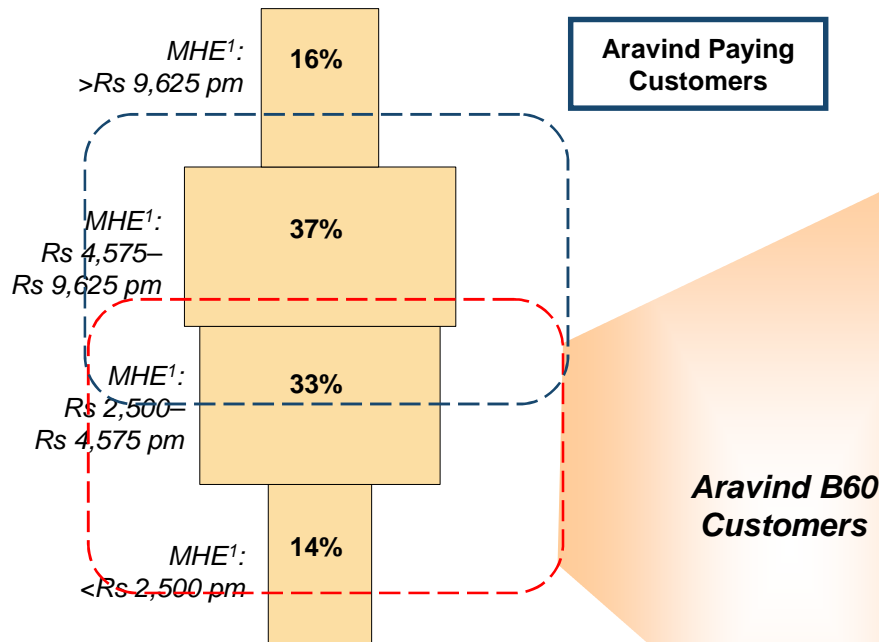 MHE¹:
>Rs 9,625 pm
16%
Aravind Paying
Customers
MHE¹:
Rs 4,575–
Rs 9,625 pm
37%
MHE¹:
Rs 2,500–
Rs 4,575 pm
33%
Aravind B60
Customers
MHE¹:
<Rs 2,500 pm
14%